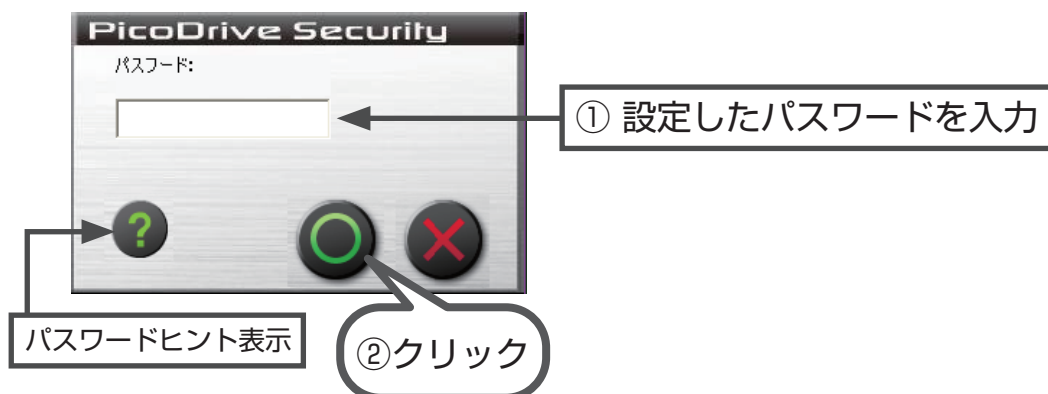 PicoDrive Security
パスワード:
① 設定したパスワードを入力
?
パスワードヒント表示
②クリック